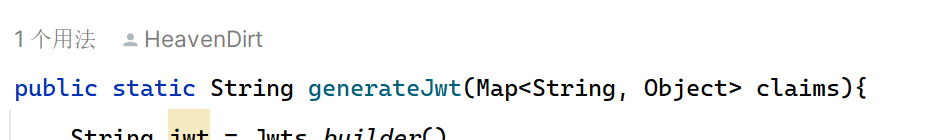 1 个用法 HeavenDirt
public static String generateJwt(Map<String, Object> claims){
String jwt = Jwts.builder()